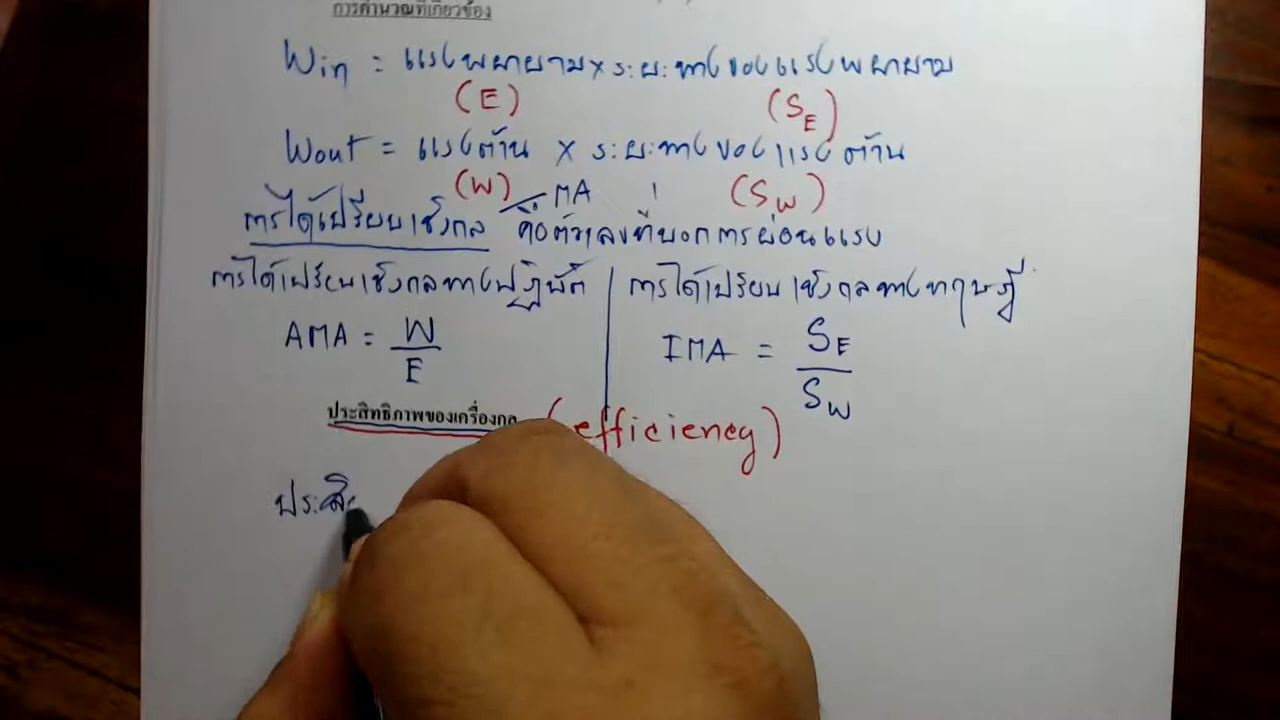 การคำนวณที่เกี่ยวข้อง
Win = แรงพยายาม x ระยะทางของแรงพยายาม
(E) (SE)
Wout = แรงต้าน x ระยะทางของแรงต้าน
(W) MA (SW)
การได้เปรียบเชิงกล คือตัวเลขที่บอกการผ่อนแรง
การได้เปรียบเชิงกลทางปฏิบัติ การได้เปรียบเชิงกลทางทฤษฎี
AMA = W/E IMA = SE/SW
ประสิทธิภาพของเครื่องกล (efficiency)
ประสิ